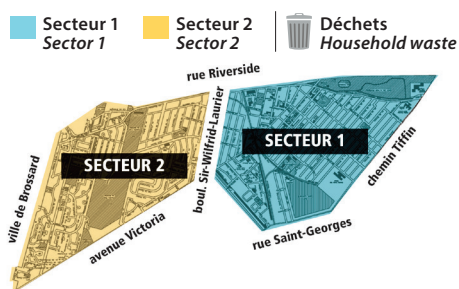 Secteur 1
Sector 1
Secteur 2
Sector 2
Déchets
Household waste
rue Riverside
boul. Sir-Wilfrid-Laurier
SECTEUR 1
SECTEUR 2
ville de Brossard
avenue Victoria
chemin Tiffin
rue Saint-Georges